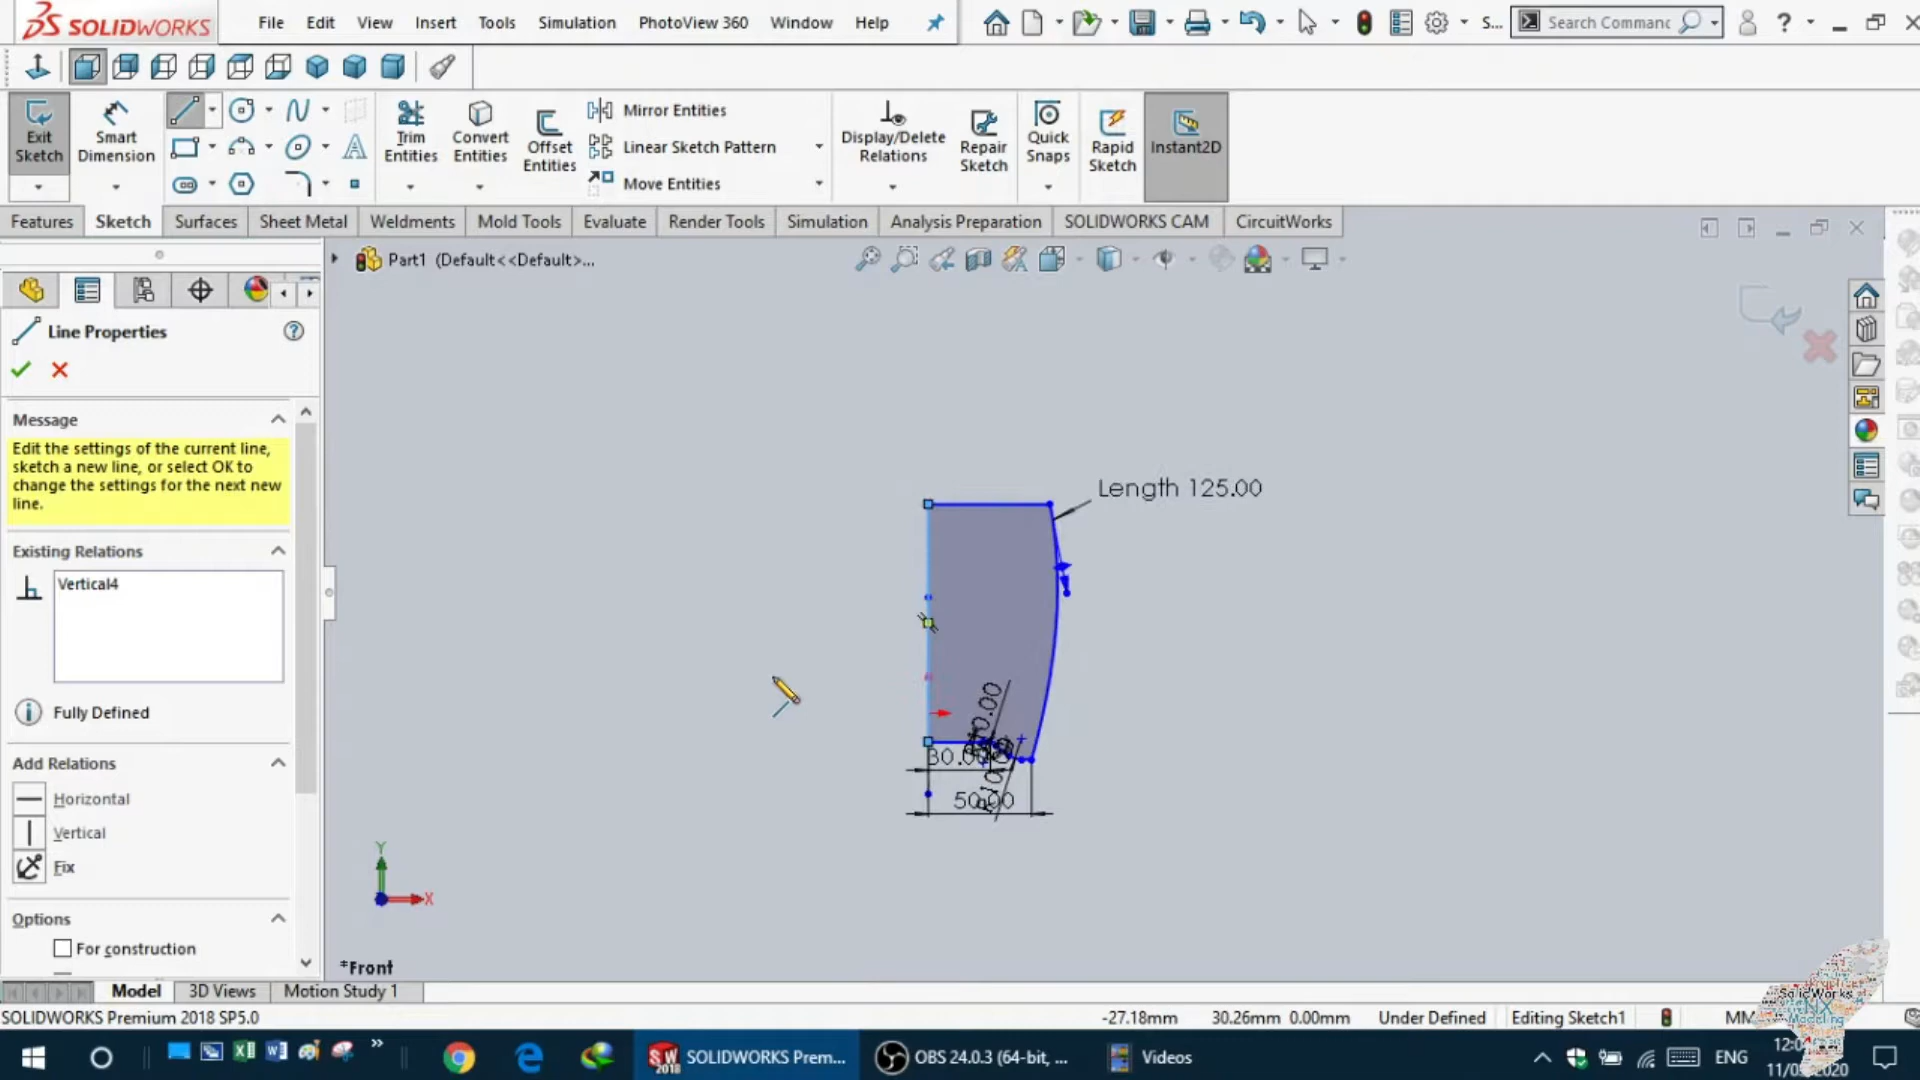 SOLIDWORKS
File Edit View Insert Tools Simulation PhotoView 360 Window Help
S...
Search Command
Exit Sketch
Smart Dimension
Trim Entities
Convert Entities
Offset Entities
Mirror Entities
Linear Sketch Pattern
Move Entities
Display/Delete Relations
Repair Sketch
Quick Snaps
Rapid Sketch
Instant2D
Features Sketch Surfaces Sheet Metal Weldments Mold Tools Evaluate Render Tools Simulation Analysis Preparation SOLIDWORKS CAM CircuitWorks
Part1 (Default<<Default>...
Line Properties
Message
Edit the settings of the current line,
sketch a new line, or select OK to
change the settings for the next new
line.
Existing Relations
Vertical4
Fully Defined
Add Relations
Horizontal
Vertical
Fix
Options
For construction
Length 125.00
50.00
Y
X
*Front
Model 3D Views Motion Study 1
SOLIDWORKS Premium 2018 SP5.0
-27.18mm 30.26mm 0.00mm Under Defined Editing Sketch1
SolidWorks
NX
Modeling
SOLIDWORKS Prem...
OBS 24.0.3 (64-bit, ...
Videos
ENG